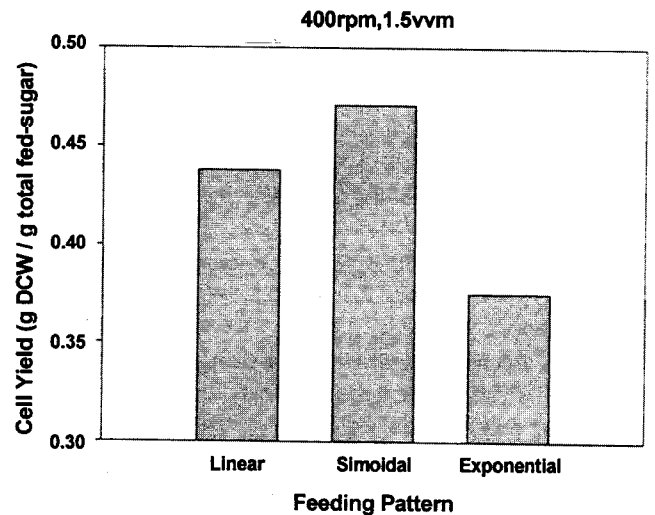 400rpm,1.5vvm
Cell Yield (g DCW / g total fed-sugar)
0.50
0.45
0.40
0.35
0.30
Linear Simoidal Exponential
Feeding Pattern